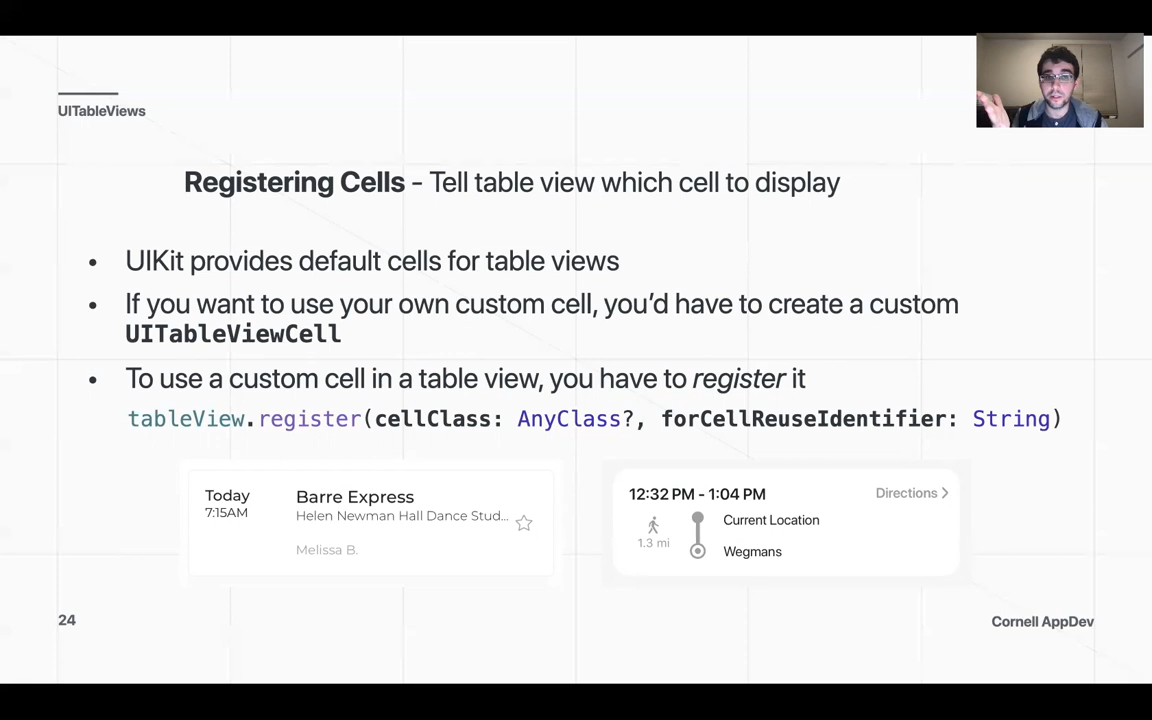 UITableViews
Registering Cells - Tell table view which cell to display
• UIKit provides default cells for table views
• If you want to use your own custom cell, you’d have to create a custom
UITableViewCell
• To use a custom cell in a table view, you have to register it
tableView.register(cellClass: AnyClass?, forCellReuseIdentifier: String)
Today
7:15AM
Barre Express
Helen Newman Hall Dance Stud...
Melissa B.
12:32 PM - 1:04 PM
Directions
1.3 mi
Current Location
Wegmans
24
Cornell AppDev